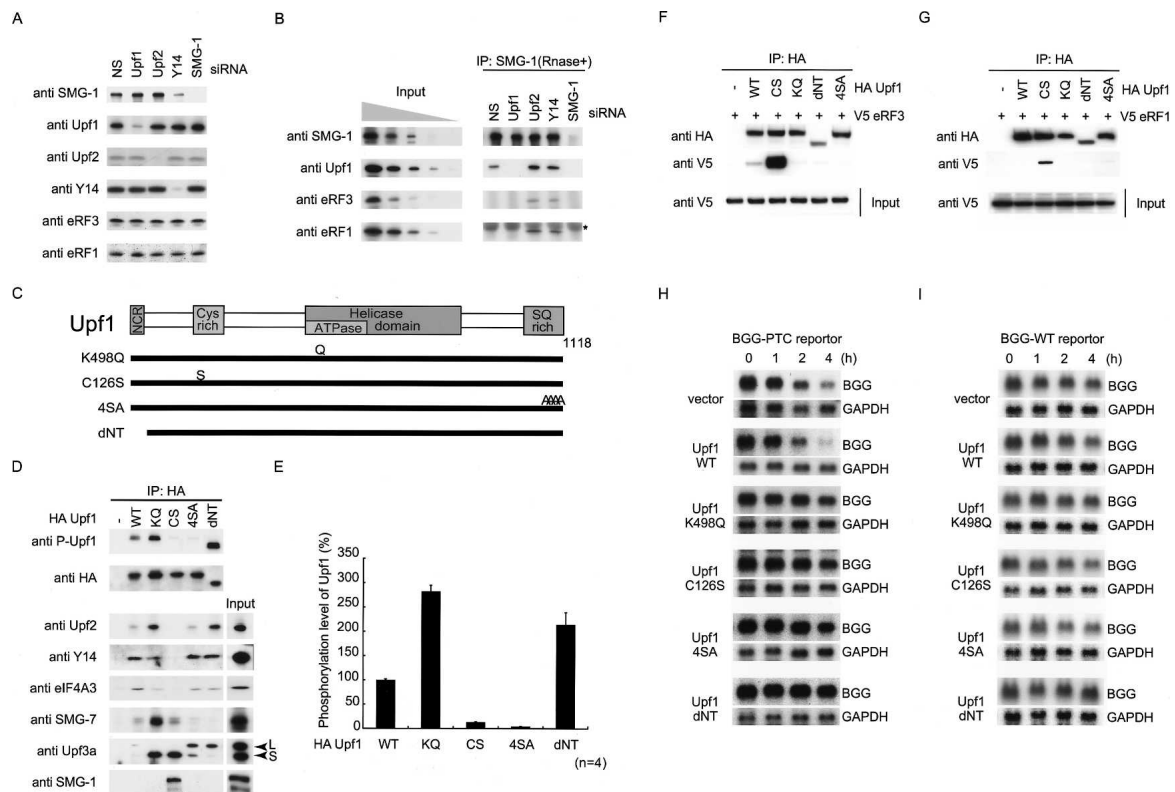 A
NS
Upf1
Upf2
Y14
SMG-1
siRNA
anti SMG-1
anti Upf1
anti Upf2
anti Y14
anti eRF3
anti eRF1
B
IP: SMG-1(Rnase+)
Input
NS
Upf1
Upf2
Y14
SMG-1
siRNA
anti SMG-1
anti Upf1
anti eRF3
anti eRF1
*
F
IP: HA
- WT CS KQ dNT 4SA HA Upf1
+ + + + + + V5 eRF3
anti HA
anti V5
anti V5 Input
G
IP: HA
- WT CS KQ dNT 4SA HA Upf1
+ + + + + + V5 eRF1
anti HA
anti V5
anti V5 Input
C
Upf1
NCR
Cys rich
Helicase domain
ATPase
SQ rich
1118
K498Q
Q
C126S
S
4SA
AAAA
dNT
D
IP: HA
HA Upf1 - WT KQ CS 4SA dNT
anti P-Upf1
anti HA
Input
anti Upf2
anti Y14
anti eIF4A3
anti SMG-7
anti Upf3a
L
S
anti SMG-1
E
Phosphorylation level of Upf1 (%)
350
300
250
200
150
100
50
0
HA Upf1 WT KQ CS 4SA dNT
(n=4)
H
BGG-PTC reportor
0 1 2 4 (h)
vector
BGG
GAPDH
Upf1 WT
BGG
GAPDH
Upf1 K498Q
BGG
GAPDH
Upf1 C126S
BGG
GAPDH
Upf1 4SA
BGG
GAPDH
Upf1 dNT
BGG
GAPDH
I
BGG-WT reportor
0 1 2 4 (h)
vector
BGG
GAPDH
Upf1 WT
BGG
GAPDH
Upf1 K498Q
BGG
GAPDH
Upf1 C126S
BGG
GAPDH
Upf1 4SA
BGG
GAPDH
Upf1 dNT
BGG
GAPDH